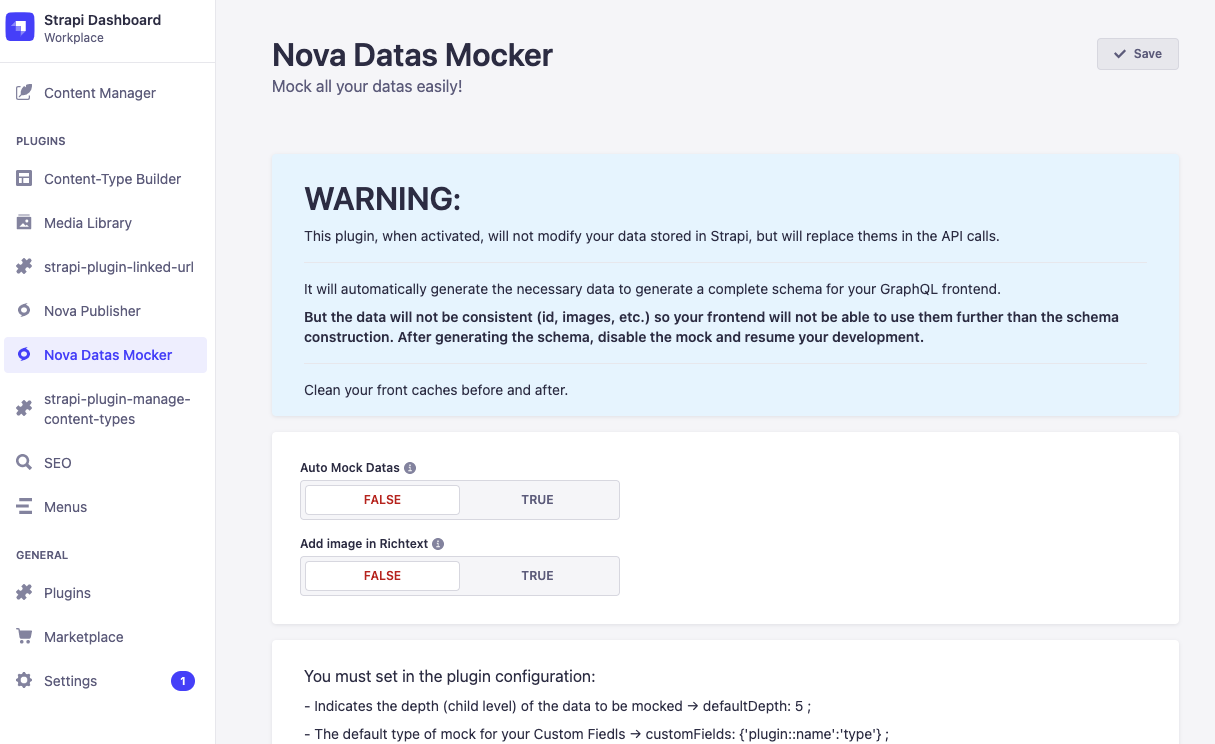 Strapi Dashboard
Workplace
Content Manager
PLUGINS
Content-Type Builder
Media Library
strapi-plugin-linked-url
Nova Publisher
Nova Datas Mocker
strapi-plugin-manage-
content-types
SEO
Menus
GENERAL
Plugins
Marketplace
Settings 1
Nova Datas Mocker
Mock all your datas easily!
Save
WARNING:
This plugin, when activated, will not modify your data stored in Strapi, but will replace thems in the API calls.
It will automatically generate the necessary data to generate a complete schema for your GraphQL frontend.
But the data will not be consistent (id, images, etc.) so your frontend will not be able to use them further than the schema
construction. After generating the schema, disable the mock and resume your development.
Clean your front caches before and after.
Auto Mock Datas
FALSE TRUE
Add image in Richtext
FALSE TRUE
You must set in the plugin configuration:
- Indicates the depth (child level) of the data to be mocked → defaultDepth: 5 ;
- The default type of mock for your Custom Fiedls → customFields: {'plugin::name':'type'} ;